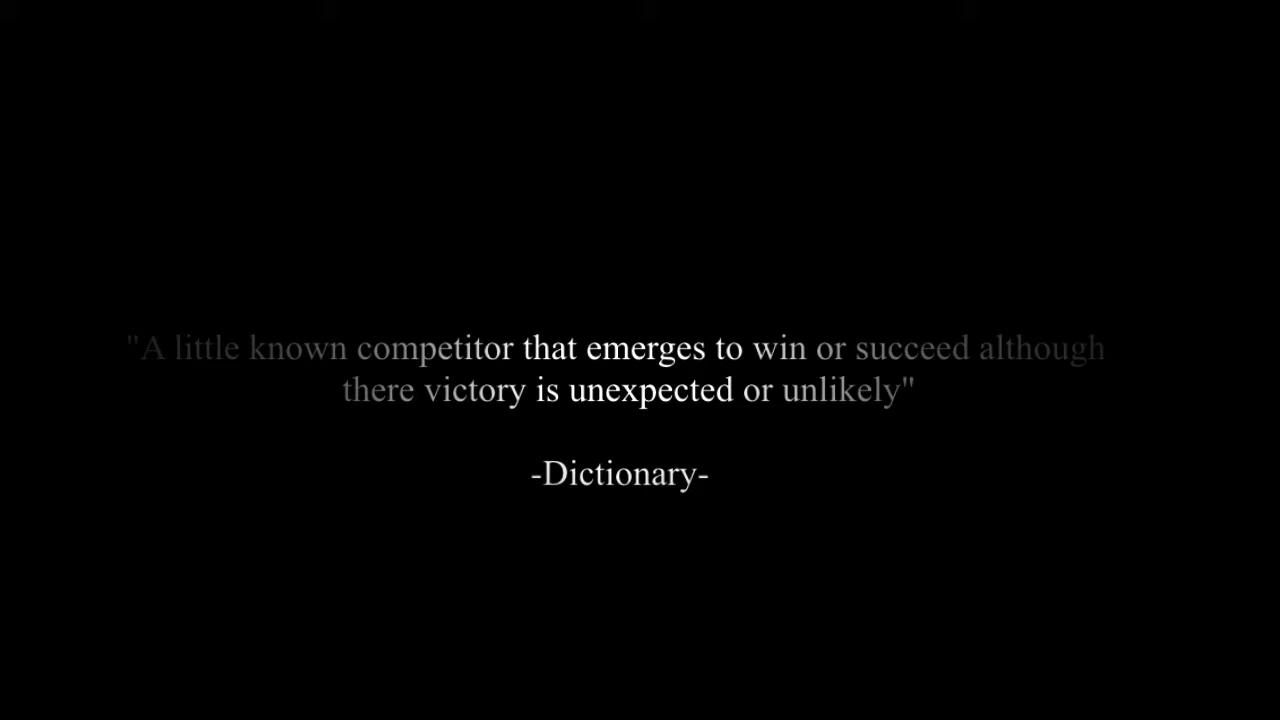 "A little known competitor that emerges to win or succeed although
there victory is unexpected or unlikely"
-Dictionary-